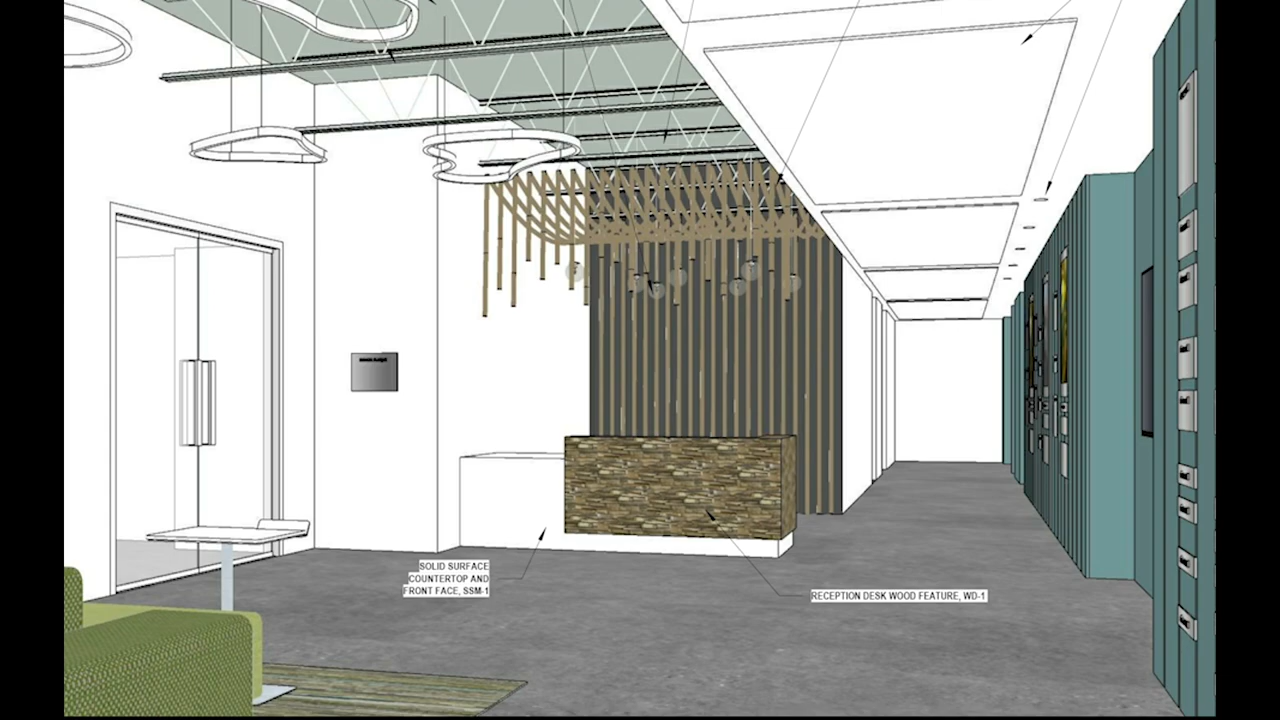 SOLID SURFACE
COUNTERTOP AND
FRONT FACE, SSM-1
RECEPTION DESK WOOD FEATURE, WD-1